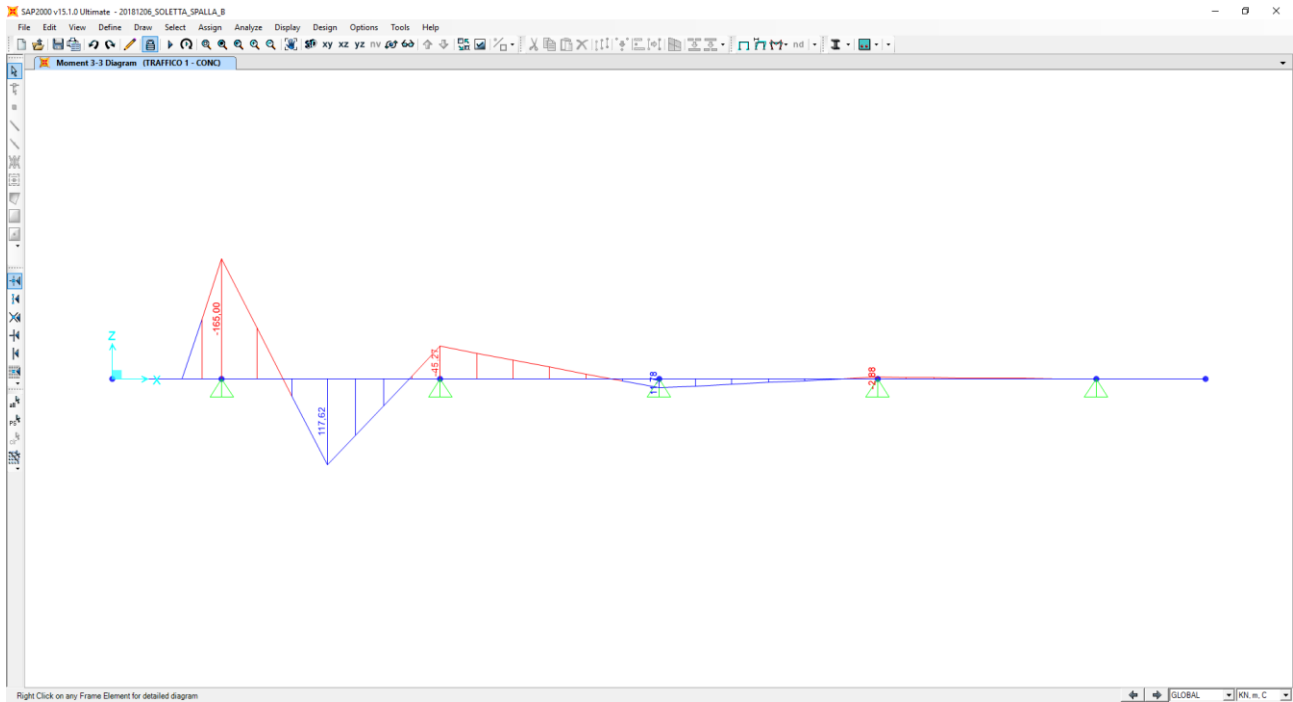 SAP2000 v15.1.0 Ultimate - 20181206_SOLETTA_SPALLA_B
File Edit View Define Draw Select Assign Analyze Display Design Options Tools Help
xy xz yz nv nd
Moment 3-3 Diagram (TRAFFICO 1 - CONC)
Z
X
-165,00
117,62
-45,27
11,78
-2,88
Right Click on any Frame Element for detailed diagram
GLOBAL
KN, m, C